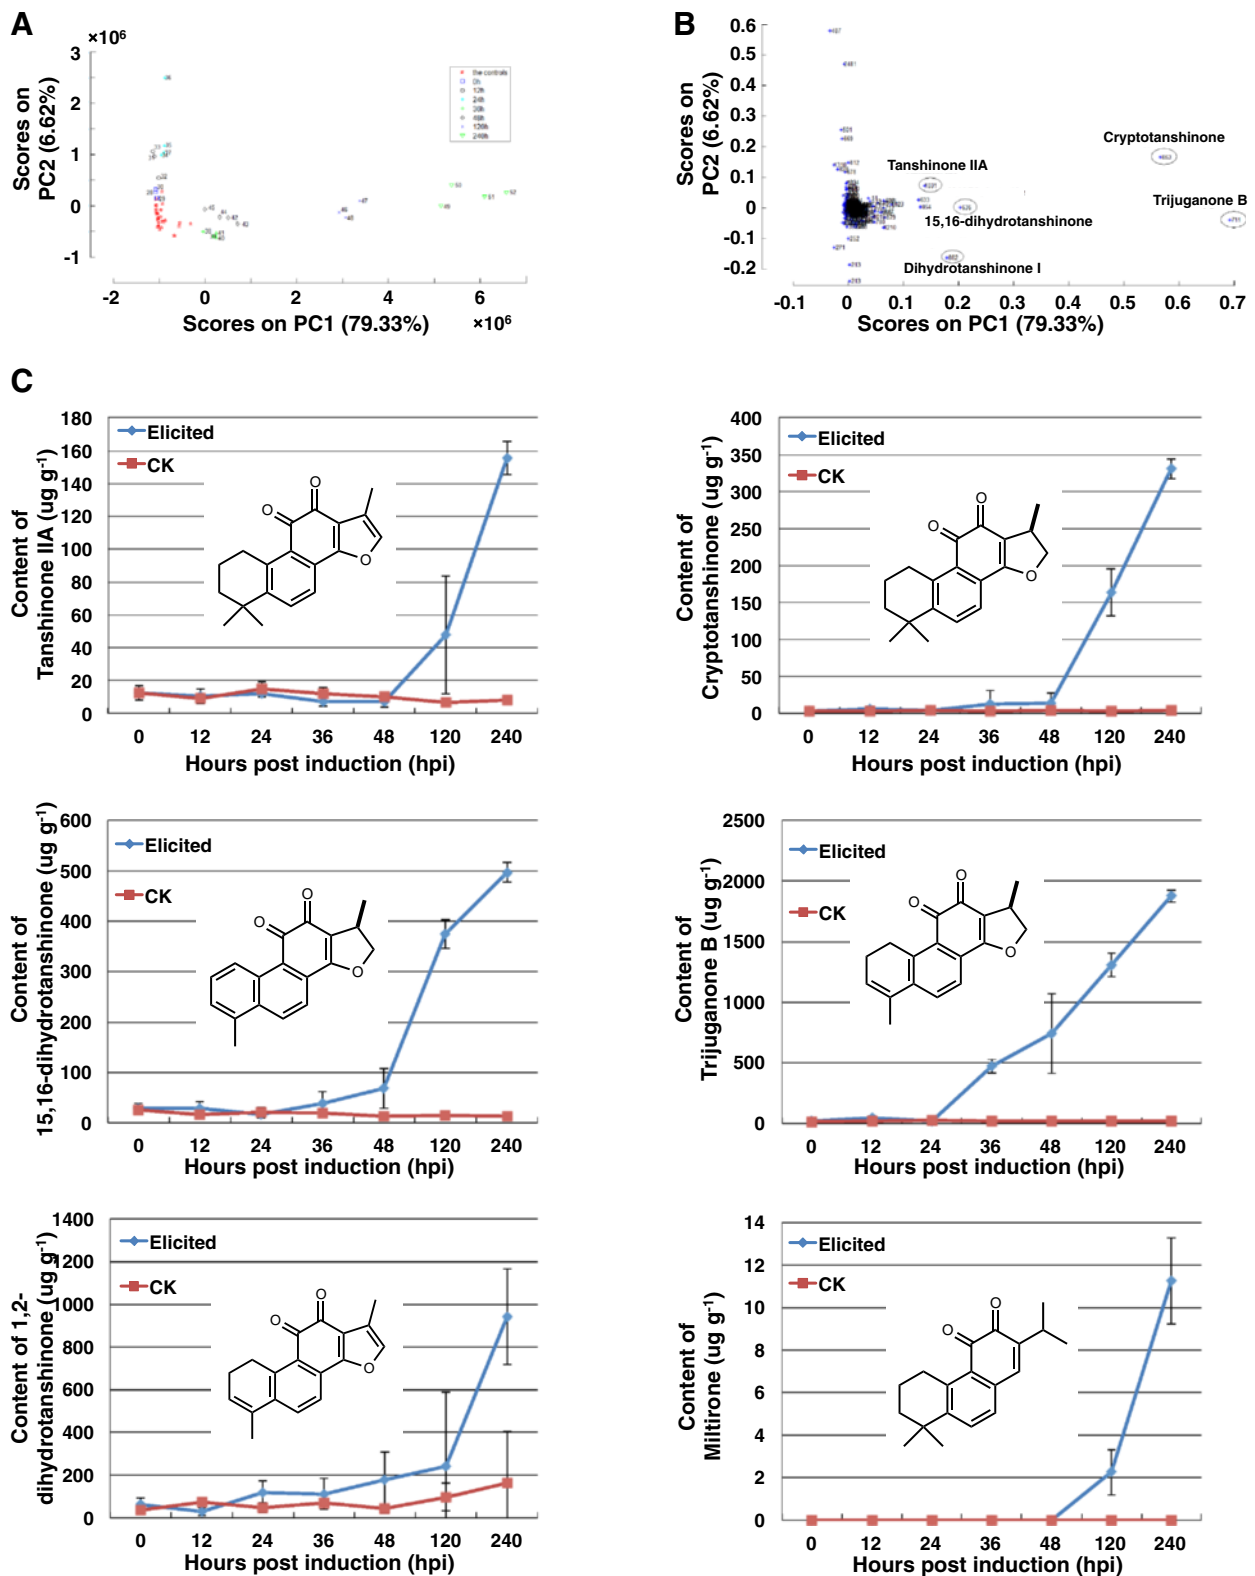 A
×10⁶
3
2
1
0
-1
Scores on
PC2 (6.62%)
the controls
0h
12h
24h
36h
48h
120h
240h
-2 0 2 4 6
Scores on PC1 (79.33%) ×10⁶
B
0.6
0.5
0.4
0.3
0.2
0.1
0
-0.1
-0.2
Scores on
PC2 (6.62%)
Cryptotanshinone
Tanshinone IIA
Trijuganone B
15,16-dihydrotanshinone
Dihydrotanshinone I
-0.1 0 0.1 0.2 0.3 0.4 0.5 0.6 0.7
Scores on PC1 (79.33%)
C
Content of
Tanshinone IIA (ug g⁻¹)
180
160
140
120
100
80
60
40
20
0
Elicited
CK
O
O
O
0 12 24 36 48 120 240
Hours post induction (hpi)
Content of
Cryptotanshinone (ug g⁻¹)
400
350
300
250
200
150
100
50
0
Elicited
CK
O
O
O
0 12 24 36 48 120 240
Hours post induction (hpi)
Content of
15,16-dihydrotanshinone (ug g⁻¹)
600
500
400
300
200
100
0
Elicited
CK
O
O
O
0 12 24 36 48 120 240
Hours post induction (hpi)
Content of
Trijuganone B (ug g⁻¹)
2500
2000
1500
1000
500
0
Elicited
CK
O
O
O
0 12 24 36 48 120 240
Hours post induction (hpi)
Content of 1,2-
dihydrotanshinone (ug g⁻¹)
1400
1200
1000
800
600
400
200
0
Elicited
CK
O
O
O
0 12 24 36 48 120 240
Hours post induction (hpi)
Content of
Miltirone (ug g⁻¹)
14
12
10
8
6
4
2
0
Elicited
CK
O
O
0 12 24 36 48 120 240
Hours post induction (hpi)